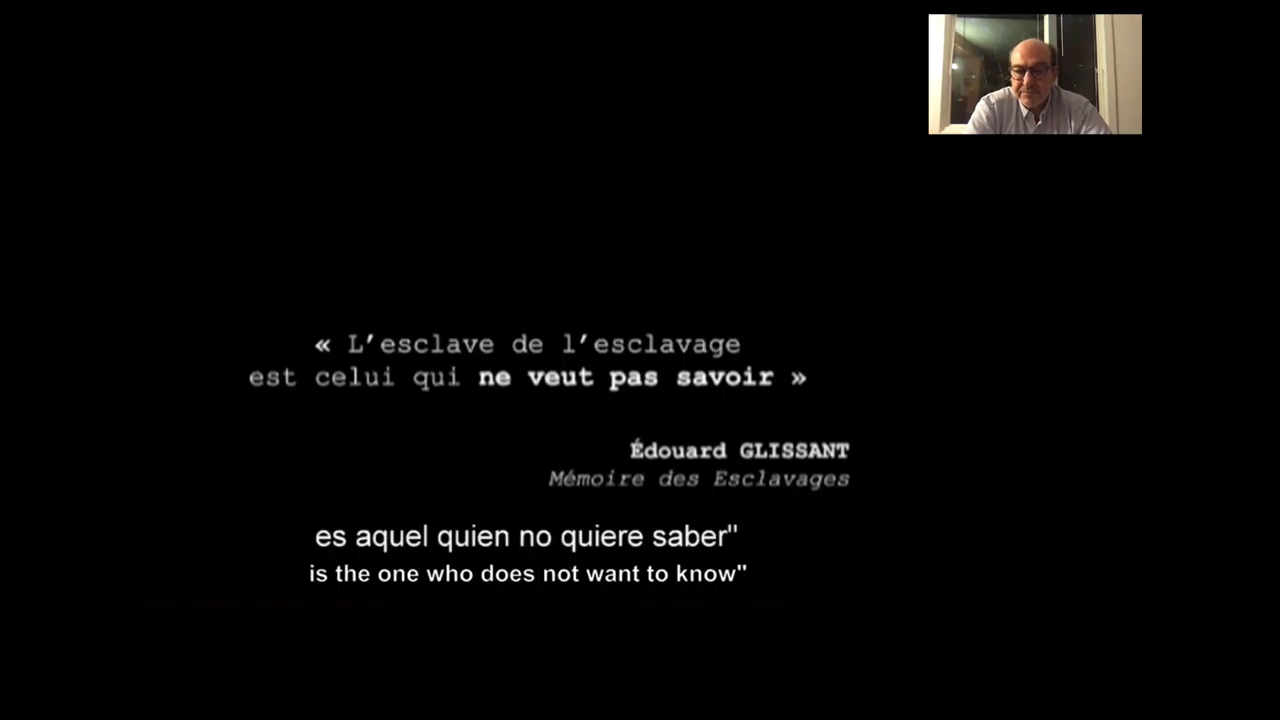 « L’esclave de l’esclavage
est celui qui ne veut pas savoir »
Édouard GLISSANT
Mémoire des Esclavages
es aquel quien no quiere saber"
is the one who does not want to know"